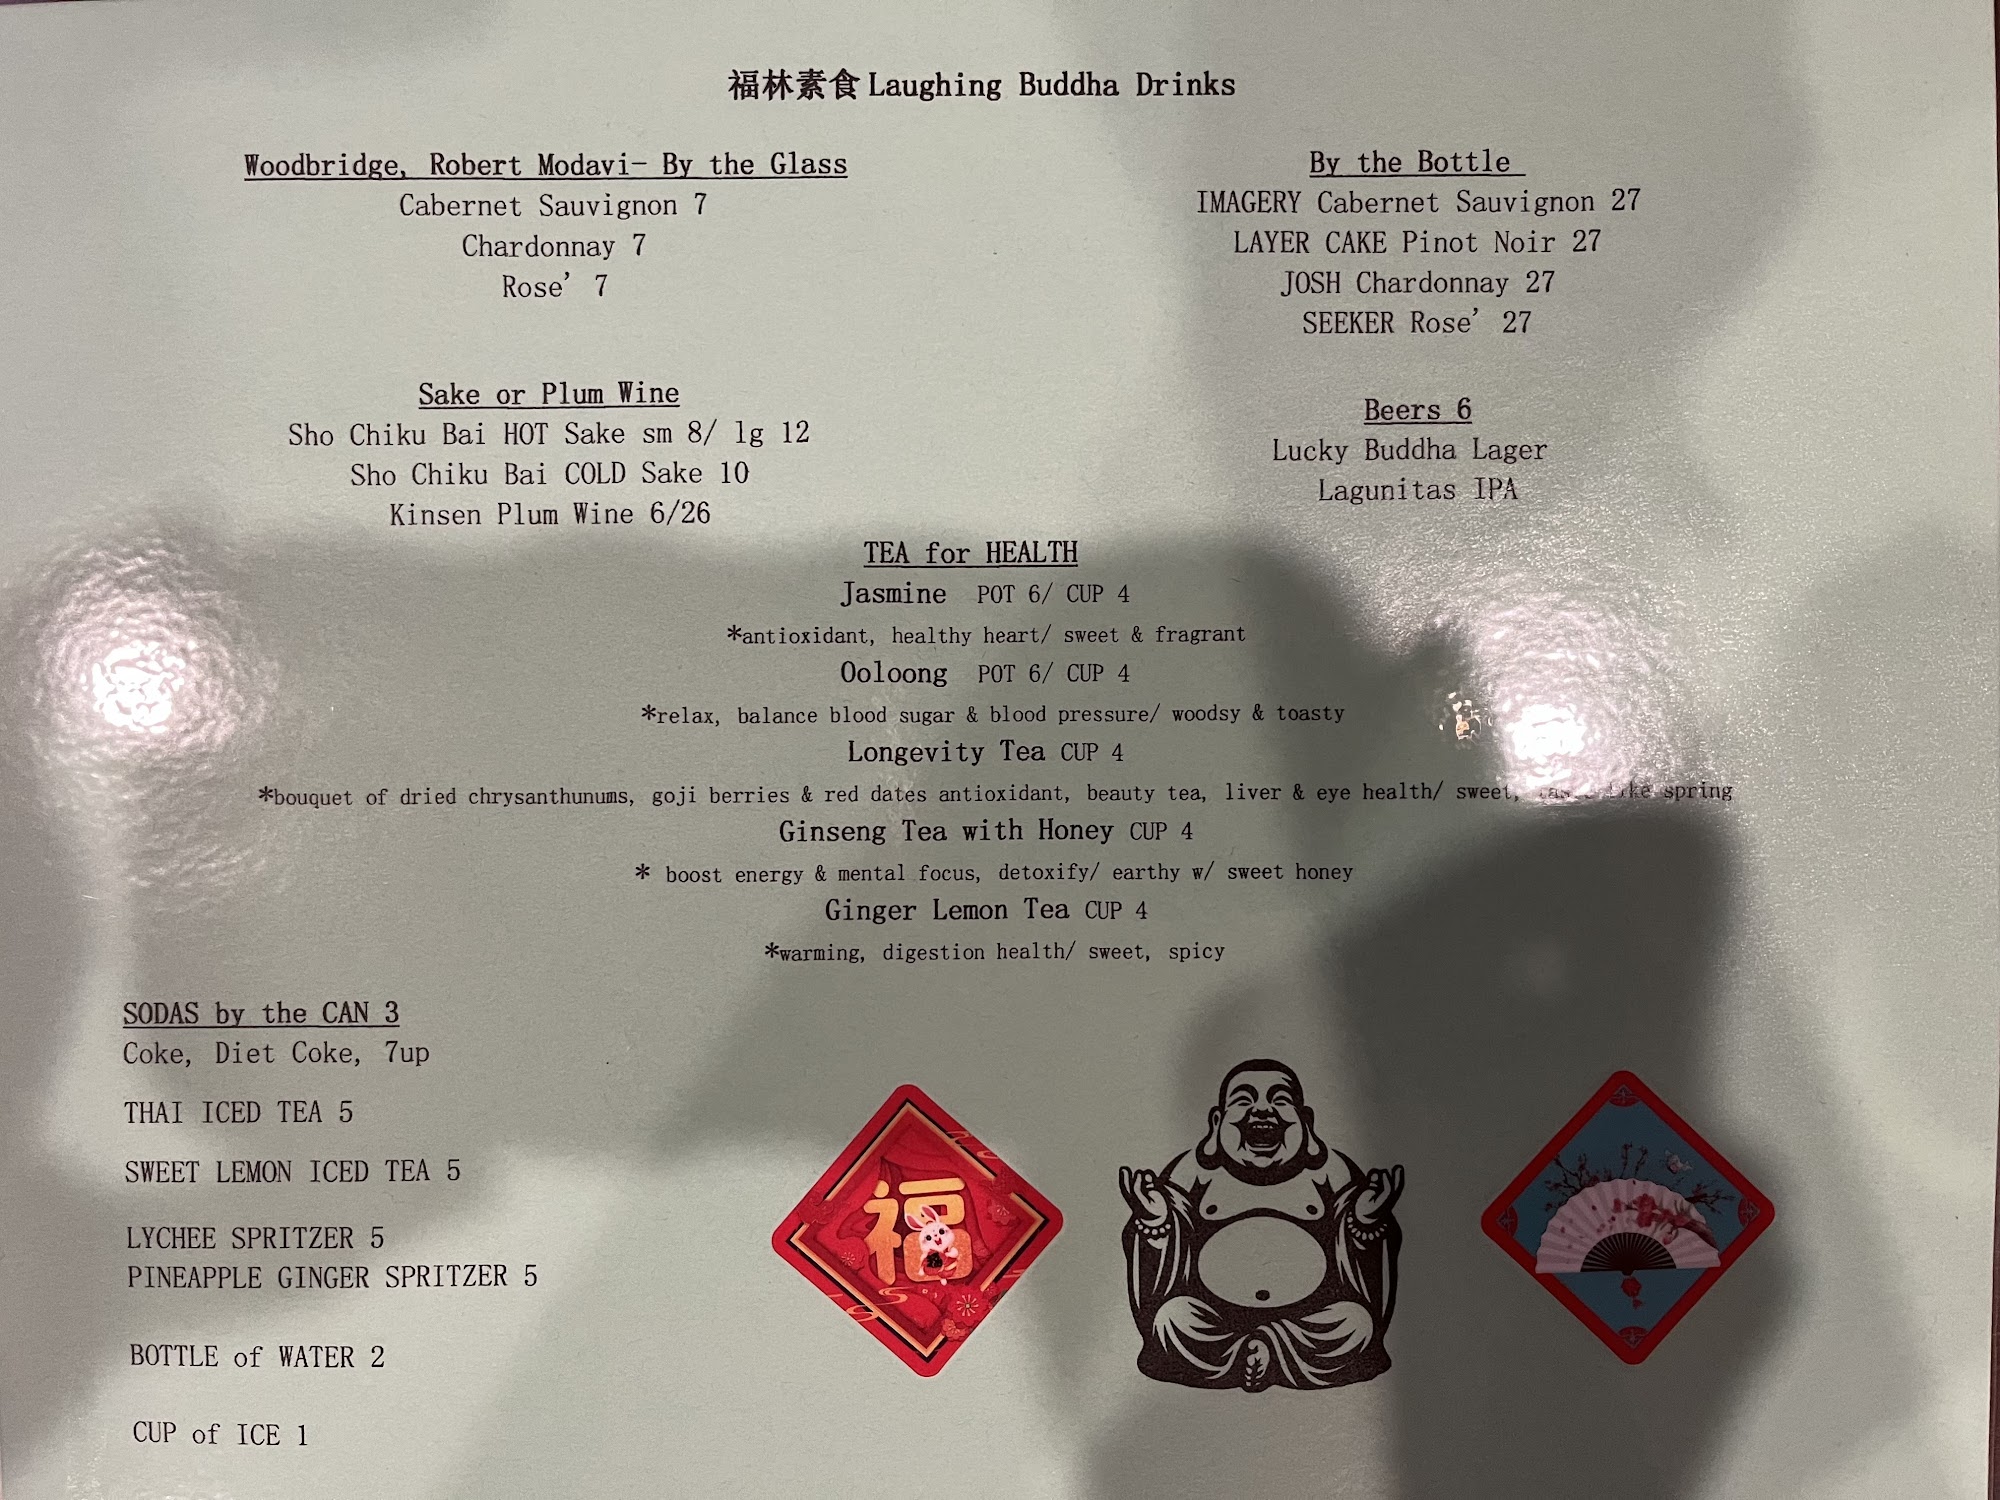 福林素食Laughing Buddha Drinks
Woodbridge, Robert Modavi- By the Glass
Cabernet Sauvignon 7
Chardonnay 7
Rose' 7
By the Bottle
IMAGERY Cabernet Sauvignon 27
LAYER CAKE Pinot Noir 27
JOSH Chardonnay 27
SEEKER Rose' 27
Sake or Plum Wine
Sho Chiku Bai HOT Sake sm 8/ lg 12
Sho Chiku Bai COLD Sake 10
Kinsen Plum Wine 6/26
Beers 6
Lucky Buddha Lager
Lagunitas IPA
TEA for HEALTH
Jasmine POT 6/ CUP 4
*antioxidant, healthy heart/ sweet & fragrant
Ooloong POT 6/ CUP 4
*relax, balance blood sugar & blood pressure/ woodsy & toasty
Longevity Tea CUP 4
*bouquet of dried chrysanthunums, goji berries & red dates antioxidant, beauty tea, liver & eye health/ sweet, like spring
Ginseng Tea with Honey CUP 4
* boost energy & mental focus, detoxify/ earthy w/ sweet honey
Ginger Lemon Tea CUP 4
*warming, digestion health/ sweet, spicy
SODAS by the CAN 3
Coke, Diet Coke, 7up
THAI ICED TEA 5
SWEET LEMON ICED TEA 5
LYCHEE SPRITZER 5
PINEAPPLE GINGER SPRITZER 5
BOTTLE of WATER 2
CUP of ICE 1
福